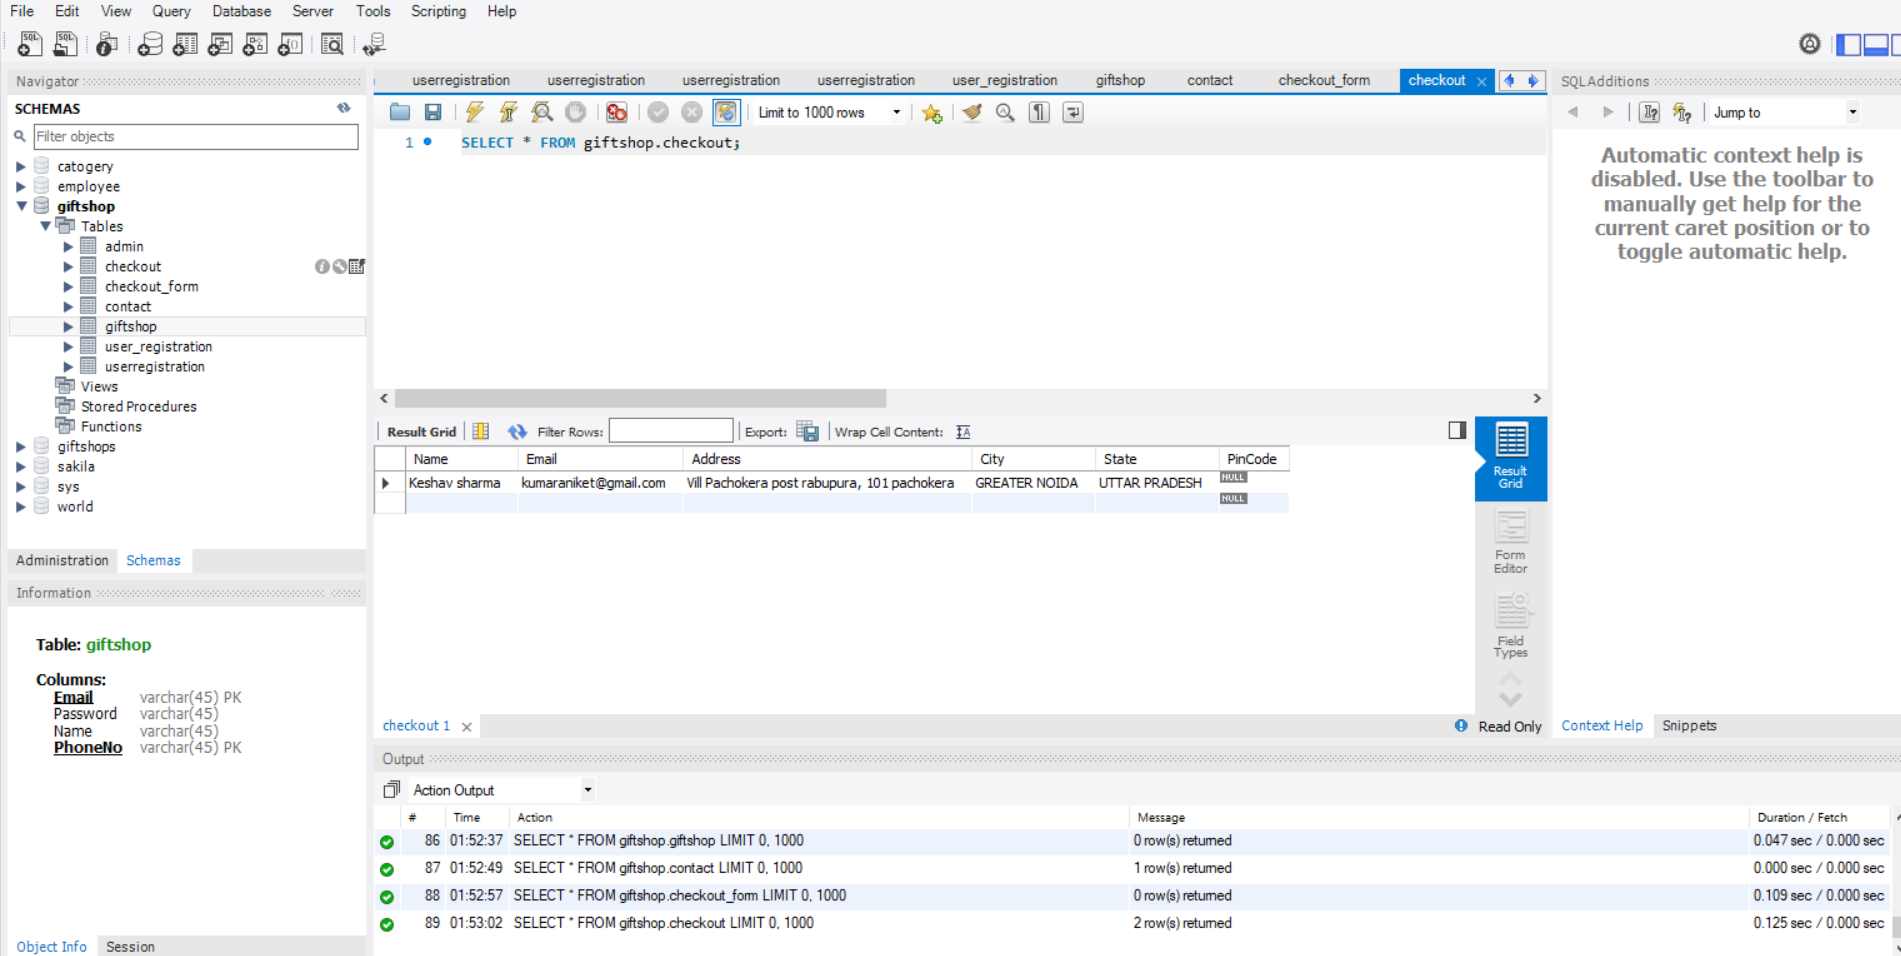 File Edit View Query Database Server Tools Scripting Help
Navigator
SCHEMAS
Filter objects
catogery
employee
giftshop
Tables
admin
checkout
checkout_form
contact
giftshop
user_registration
userregistration
Views
Stored Procedures
Functions
giftshops
sakila
sys
world
Administration Schemas
Information
Table: giftshop
Columns:
Email varchar(45) PK
Password varchar(45)
Name varchar(45)
PhoneNo varchar(45) PK
Object Info Session
userregistration userregistration userregistration userregistration user_registration giftshop contact checkout_form checkout
Limit to 1000 rows
1 SELECT * FROM giftshop.checkout;
Result Grid Filter Rows: Export: Wrap Cell Content:
Name Email Address City State PinCode
Keshav sharma kumaraniket@gmail.com Vill Pachokera post rabupura, 101 pachokera GREATER NOIDA UTTAR PRADESH NULL
NULL
Result
Grid
Form
Editor
Field
Types
checkout 1 Read Only
Output
Action Output
# Time Action Message Duration / Fetch
86 01:52:37 SELECT * FROM giftshop.giftshop LIMIT 0, 1000 0 row(s) returned 0.047 sec / 0.000 sec
87 01:52:49 SELECT * FROM giftshop.contact LIMIT 0, 1000 1 row(s) returned 0.000 sec / 0.000 sec
88 01:52:57 SELECT * FROM giftshop.checkout_form LIMIT 0, 1000 0 row(s) returned 0.109 sec / 0.000 sec
89 01:53:02 SELECT * FROM giftshop.checkout LIMIT 0, 1000 2 row(s) returned 0.125 sec / 0.000 sec
SQLAdditions
Jump to
Automatic context help is
disabled. Use the toolbar to
manually get help for the
current caret position or to
toggle automatic help.
Context Help Snippets